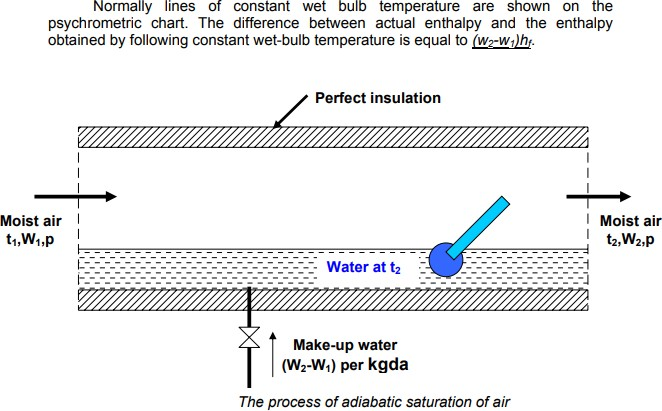 Normally lines of constant wet bulb temperature are shown on the
psychrometric chart. The difference between actual enthalpy and the enthalpy
obtained by following constant wet-bulb temperature is equal to (w₂-w₁)hf.
Perfect insulation
Moist air
t₁,W₁,p
Moist air
t₂,W₂,p
Water at t₂
Make-up water
(W₂-W₁) per kgda
The process of adiabatic saturation of air